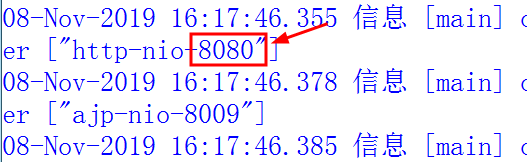 08-Nov-2019 16:17:46.355 信息 [main]
er ["http-nio-8080"]
08-Nov-2019 16:17:46.378 信息 [main]
er ["ajp-nio-8009"]
08-Nov-2019 16:17:46.385 信息 [main]